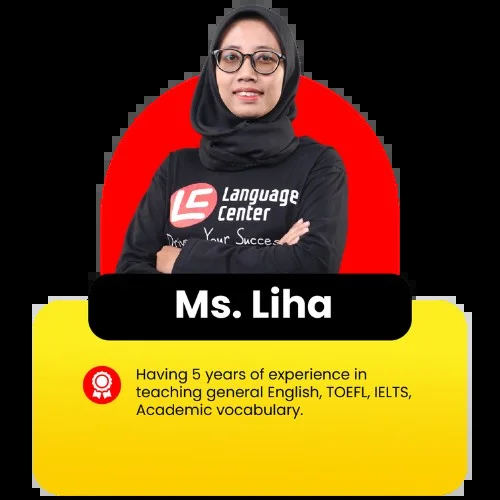 LC Language
Center
Drive Your Success
Ms. Liha
Having 5 years of experience in
teaching general English, TOEFL, IELTS,
Academic vocabulary.